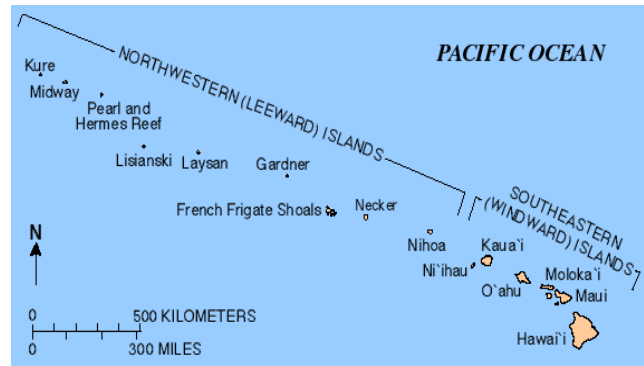 PACIFIC OCEAN
NORTHWESTERN (LEEWARD) ISLANDS
Kure
Midway
Pearl and
Hermes Reef
Lisianski
Laysan
Gardner
French Frigate Shoals
Necker
Nihoa
SOUTHEASTERN
(WINDWARD) ISLANDS
Kaua`i
Ni`ihau
O`ahu
Moloka`i
Maui
Hawai`i
N
0 500 KILOMETERS
0 300 MILES